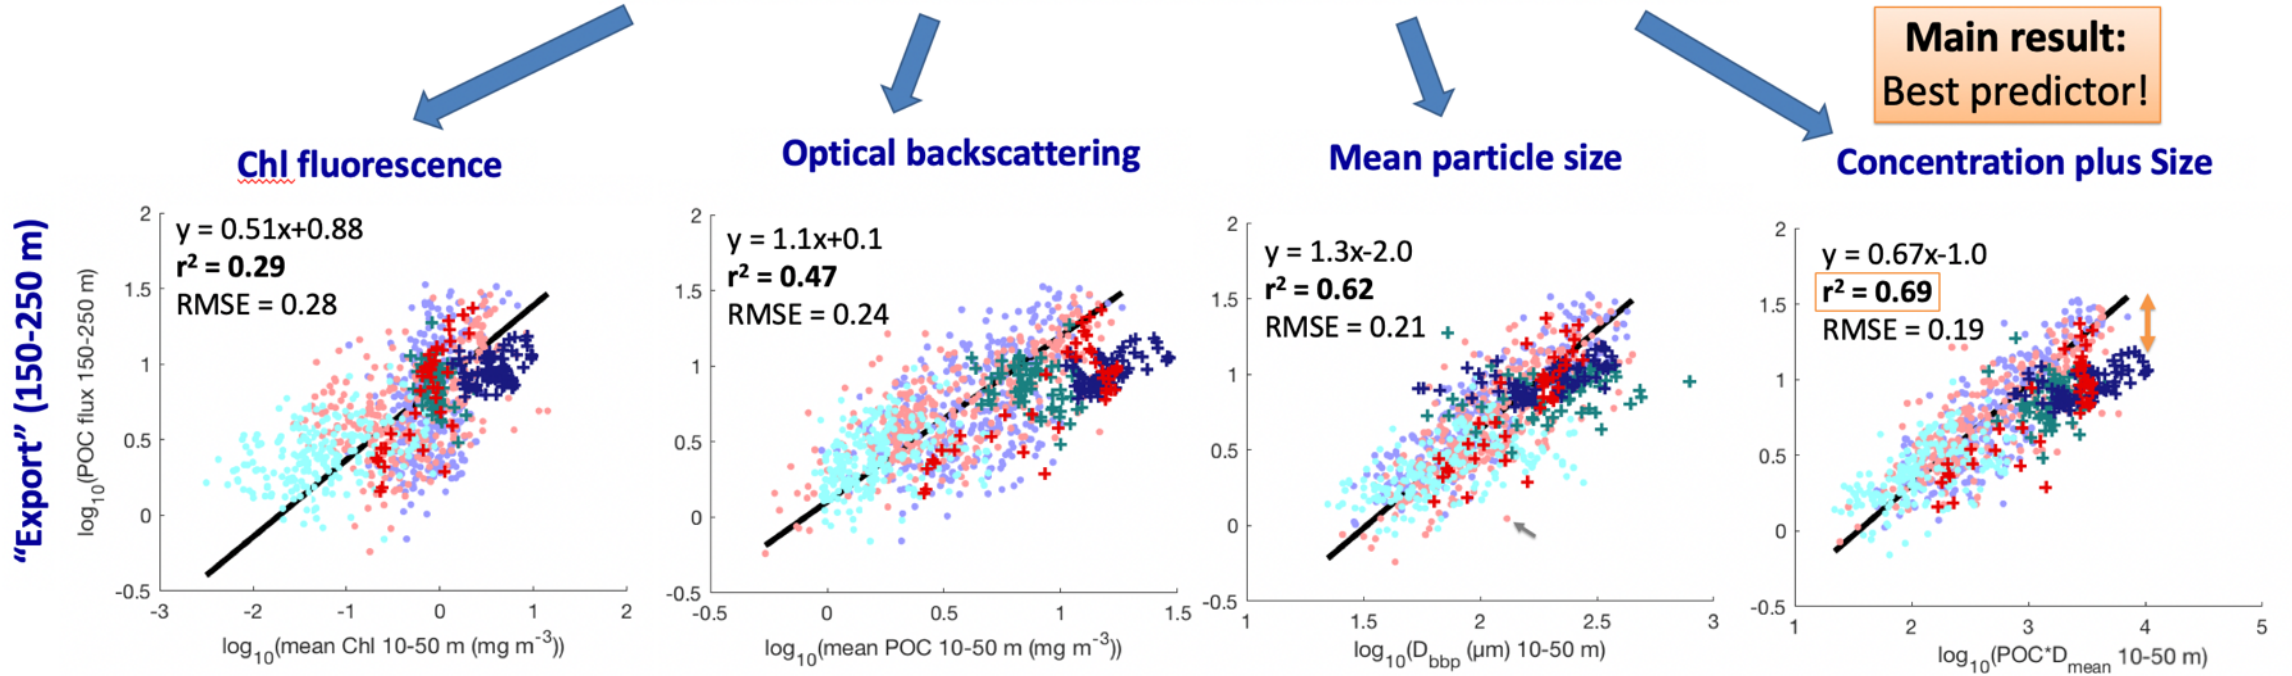 Main result:
Best predictor!
Chl fluorescence
Optical backscattering
Mean particle size
Concentration plus Size
“Export” (150-250 m)
log10(POC flux 150-250 m)
y = 0.51x+0.88
r² = 0.29
RMSE = 0.28
2
1.5
1
0.5
0
-0.5
-3
-2
-1
0
1
2
log10(mean Chl 10-50 m (mg m⁻³))
y = 1.1x+0.1
r² = 0.47
RMSE = 0.24
2
1.5
1
0.5
0
-0.5
-0.5
0
0.5
1
1.5
log10(mean POC 10-50 m (mg m⁻³))
y = 1.3x-2.0
r² = 0.62
RMSE = 0.21
2
1.5
1
0.5
0
-0.5
1
1.5
2
2.5
3
log10(Dbbp (μm) 10-50 m)
y = 0.67x-1.0
r² = 0.69
RMSE = 0.19
2
1.5
1
0.5
0
-0.5
1
2
3
4
5
log10(POC*Dmean 10-50 m)